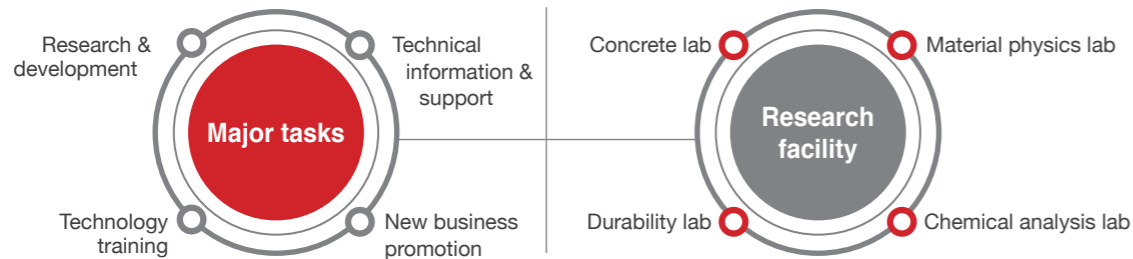 Research &
development
Technical
information &
support
Major tasks
Technology
training
New business
promotion
Concrete lab
Material physics lab
Research
facility
Durability lab
Chemical analysis lab